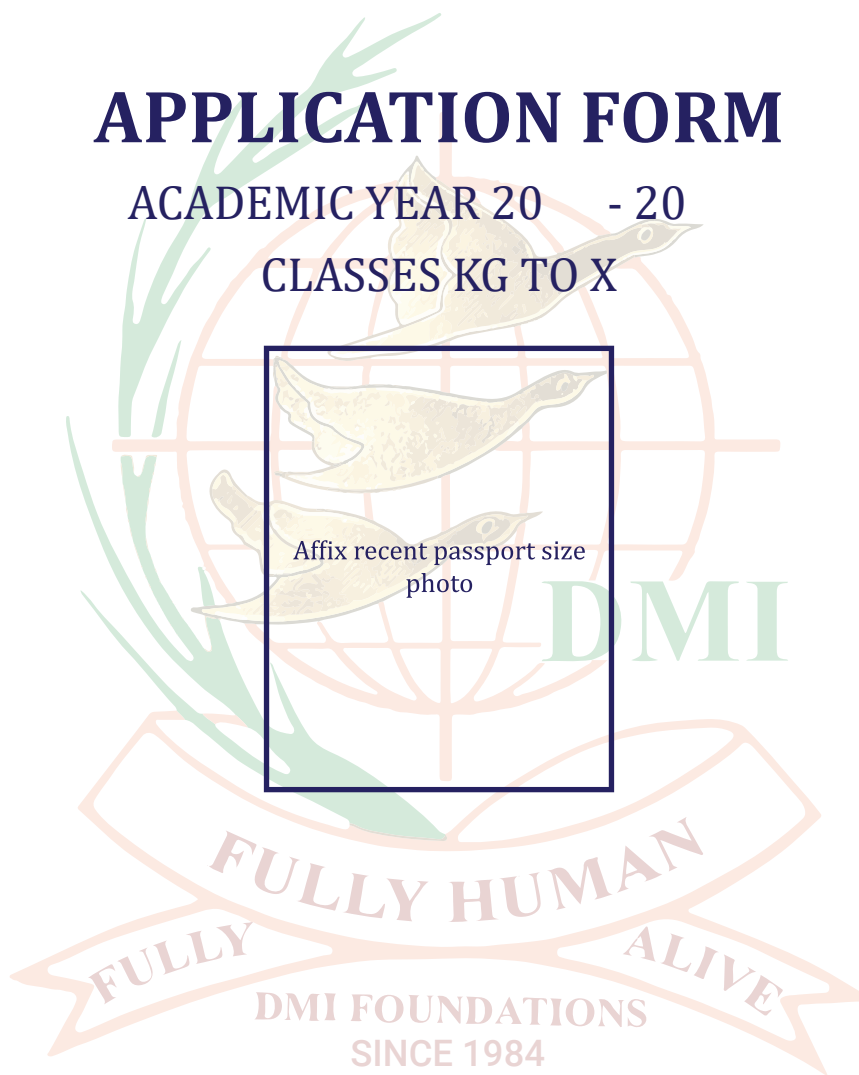 APPLICATION FORM
ACADEMIC YEAR 20 - 20
CLASSES KG TO X
Affix recent passport size
photo
DMI
FULLY HUMAN
FULLY ALIVE
DMI FOUNDATIONS
SINCE 1984